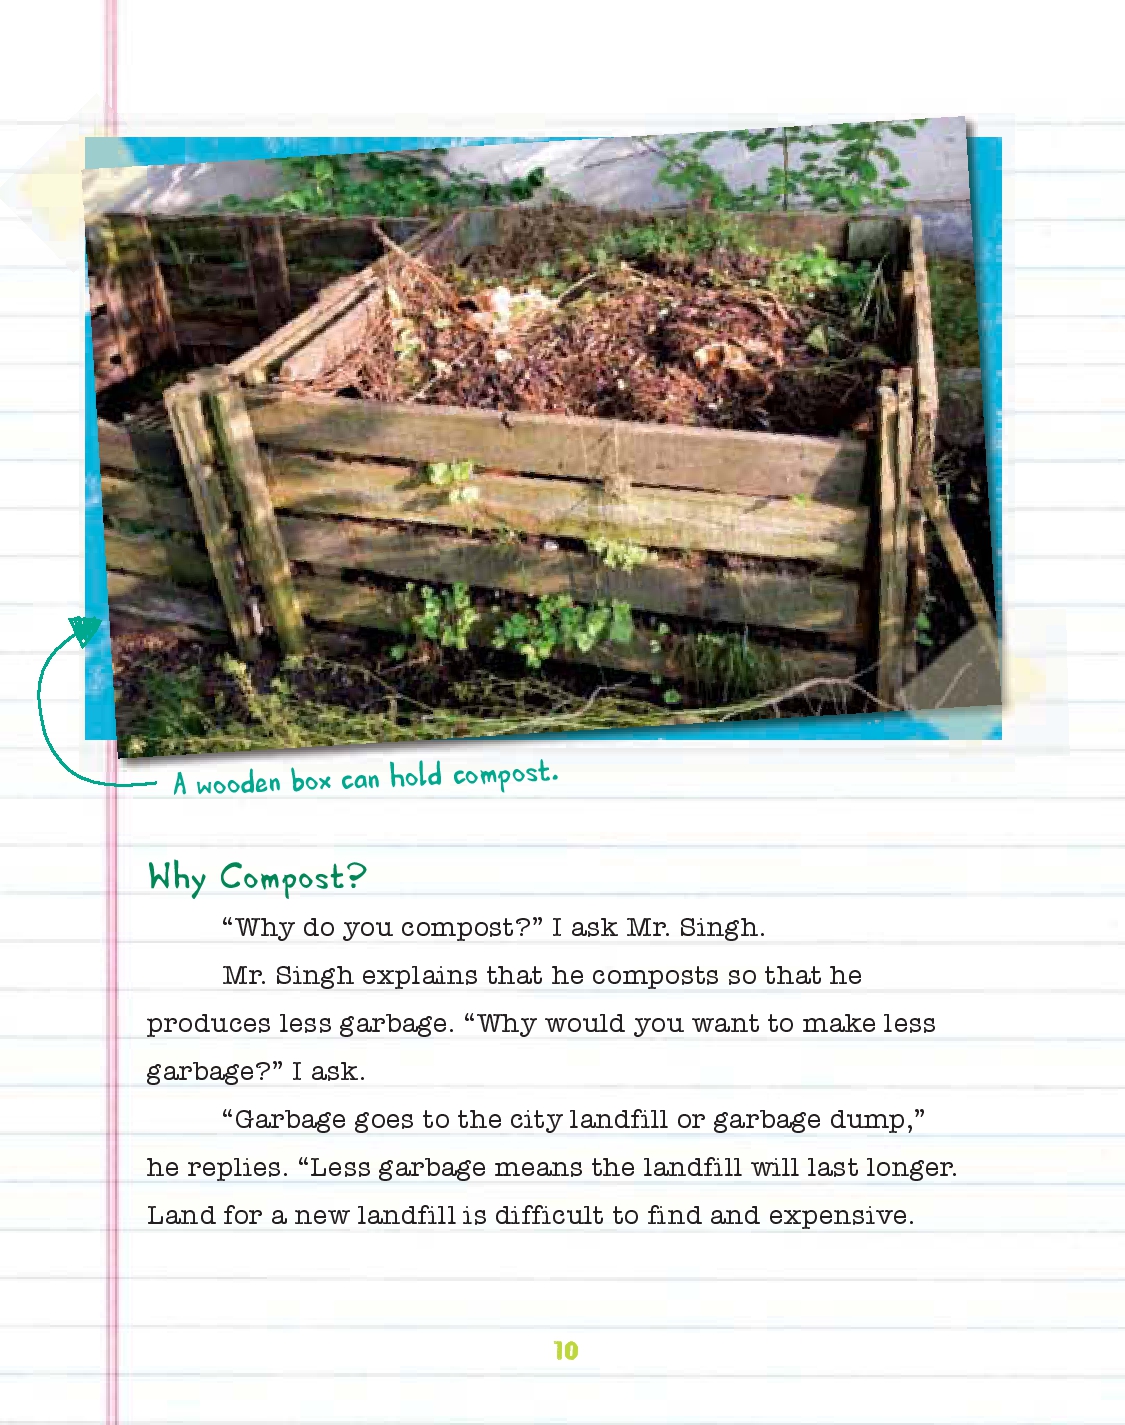 A wooden box can hold compost.
Why Compost?
“Why do you compost?” I ask Mr. Singh.
Mr. Singh explains that he composts so that he
produces less garbage. “Why would you want to make less
garbage?” I ask.
“Garbage goes to the city landfill or garbage dump,”
he replies. “Less garbage means the landfill will last longer.
Land for a new landfill is difficult to find and expensive.
10